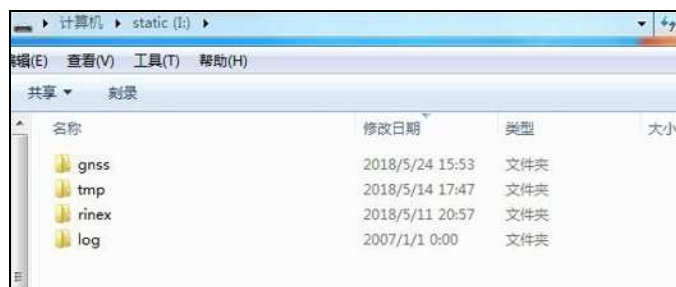 计算机 static (I:)
编辑(E) 查看(V) 工具(T) 帮助(H)
共享 刻录
名称 修改日期 类型 大小
gnss 2018/5/24 15:53 文件夹
tmp 2018/5/14 17:47 文件夹
rinex 2018/5/11 20:57 文件夹
log 2007/1/1 0:00 文件夹